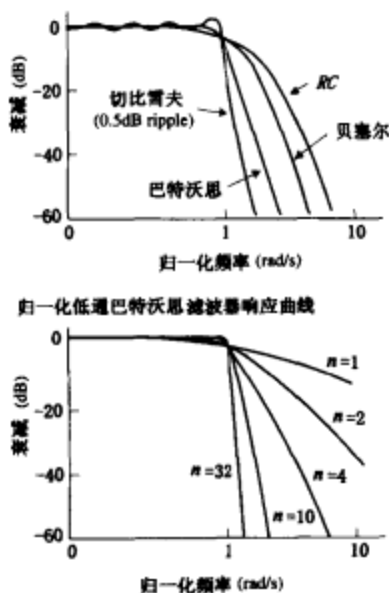 0
-20
-40
-60
衰减 (dB)
RC
切比雷夫
(0.5dB ripple)
贝塞尔
巴特沃思
0 1 10
归一化频率 (rad/s)
归一化低通巴特沃思滤波器响应曲线
0
-20
-40
-60
衰减 (dB)
n=1
n=2
n=4
n=32
n=10
0 1 10
归一化频率 (rad/s)